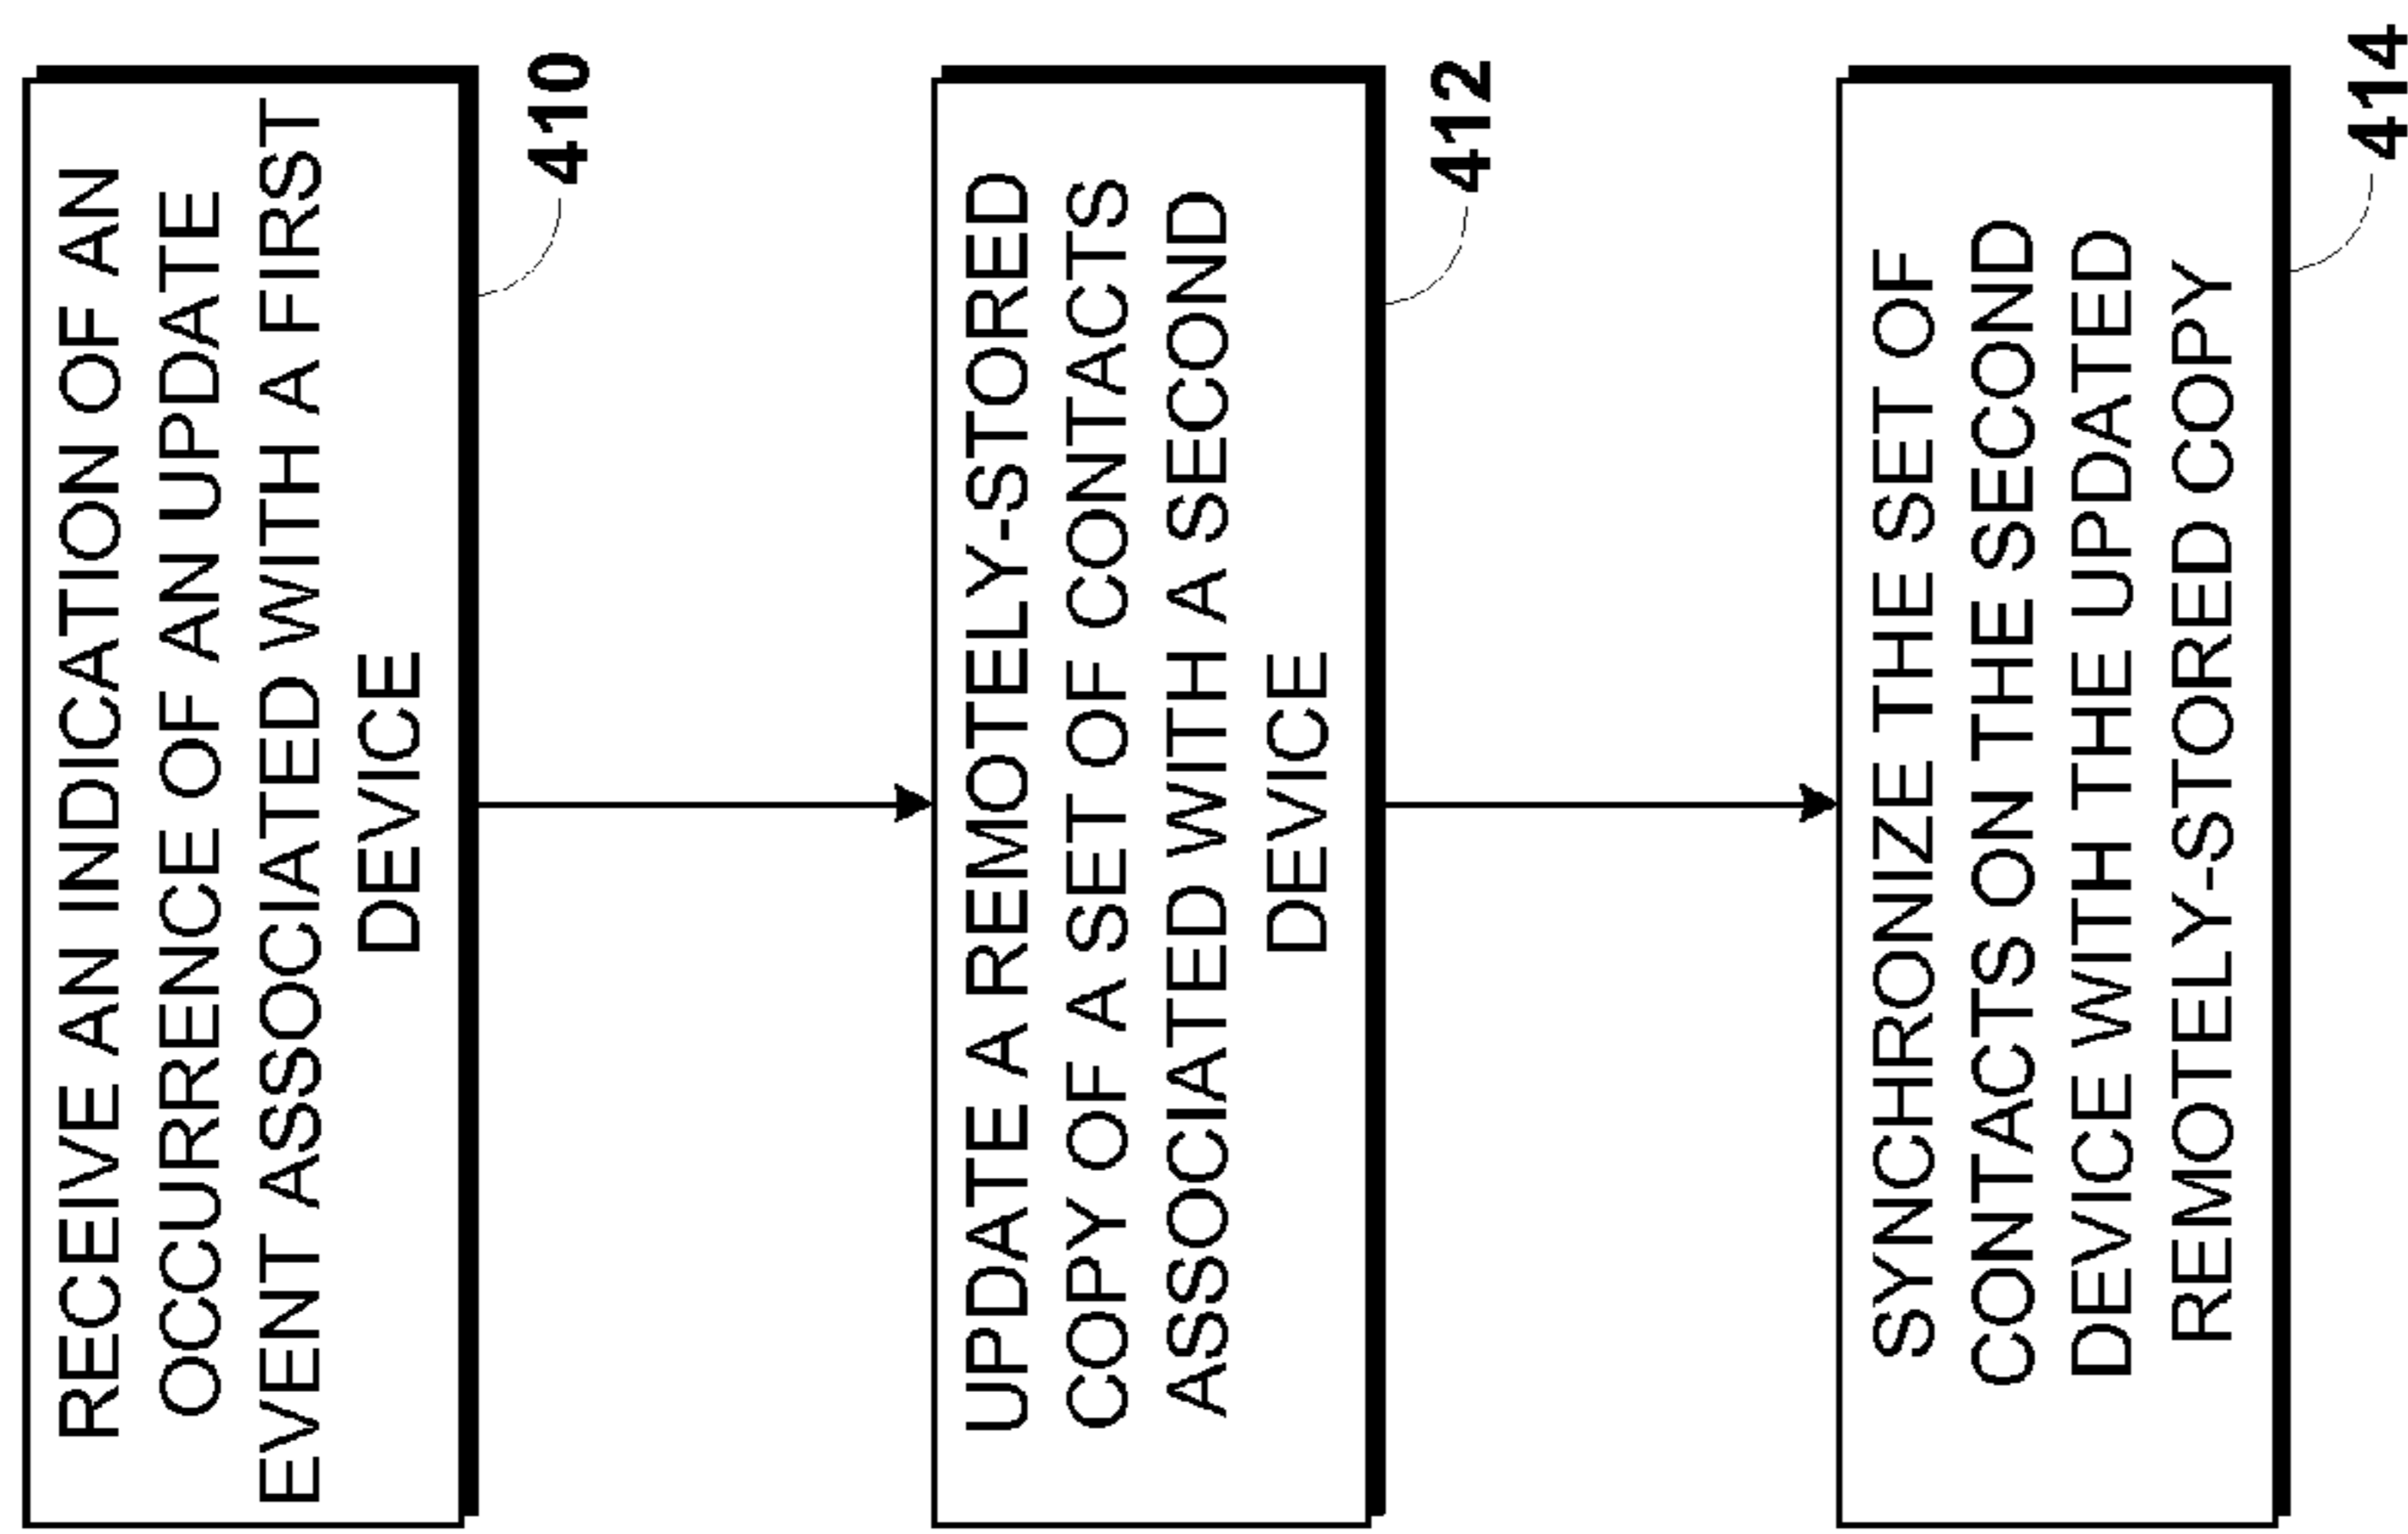 RECEIVE AN INDICATION OF AN
OCCURRENCE OF AN UPDATE
EVENT ASSOCIATED WITH A FIRST
DEVICE
410
UPDATE A REMOTELY-STORED
COPY OF A SET OF CONTACTS
ASSOCIATED WITH A SECOND
DEVICE
412
SYNCHRONIZE THE SET OF
CONTACTS ON THE SECOND
DEVICE WITH THE UPDATED
REMOTELY-STORED COPY
414